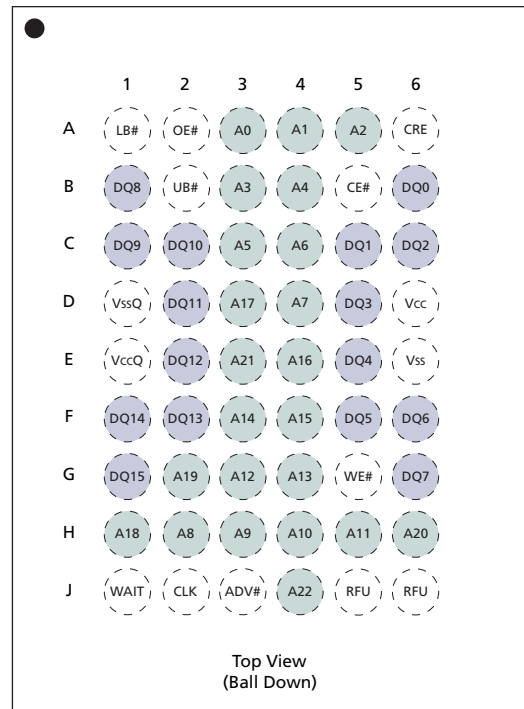 1 2 3 4 5 6
A LB# OE# A0 A1 A2 CRE
B DQ8 UB# A3 A4 CE# DQ0
C DQ9 DQ10 A5 A6 DQ1 DQ2
D VssQ DQ11 A17 A7 DQ3 Vcc
E VccQ DQ12 A21 A16 DQ4 Vss
F DQ14 DQ13 A14 A15 DQ5 DQ6
G DQ15 A19 A12 A13 WE# DQ7
H A18 A8 A9 A10 A11 A20
J WAIT CLK ADV# A22 RFU RFU
Top View
(Ball Down)